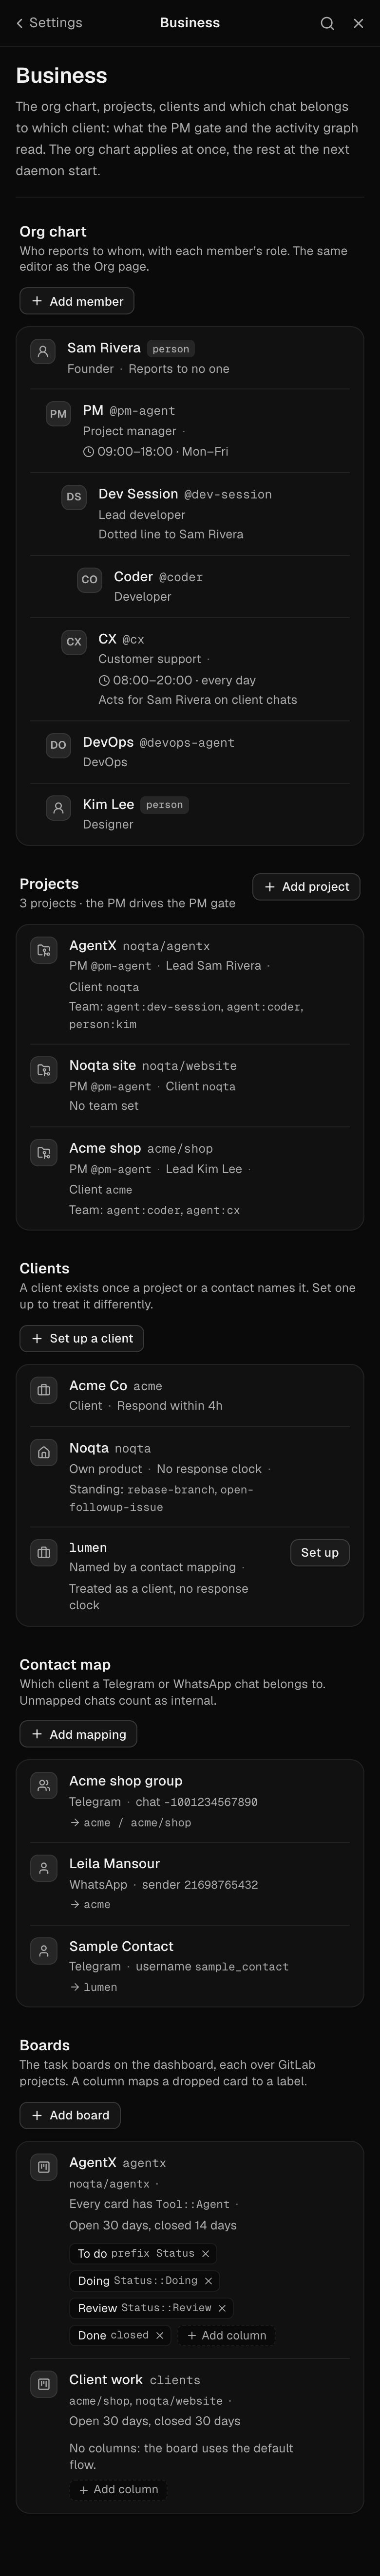 Settings
Business
Business
The org chart, projects, clients and which chat belongs
to which client: what the PM gate and the activity graph
read. The org chart applies at once, the rest at the next
daemon start.
Org chart
Who reports to whom, with each member's role. The same
editor as the Org page.
+ Add member
Sam Rivera person
Founder · Reports to no one
PM PM @pm-agent
Project manager ·
09:00–18:00 · Mon–Fri
DS Dev Session @dev-session
Lead developer
Dotted line to Sam Rivera
CO Coder @coder
Developer
CX CX @cx
Customer support ·
08:00–20:00 · every day
Acts for Sam Rivera on client chats
DO DevOps @devops-agent
DevOps
Kim Lee person
Designer
Projects
3 projects · the PM drives the PM gate
+ Add project
AgentX noqta/agentx
PM @pm-agent · Lead Sam Rivera ·
Client noqta
Team: agent:dev-session, agent:coder,
person:kim
Noqta site noqta/website
PM @pm-agent · Client noqta
No team set
Acme shop acme/shop
PM @pm-agent · Lead Kim Lee ·
Client acme
Team: agent:coder, agent:cx
Clients
A client exists once a project or a contact names it. Set one
up to treat it differently.
+ Set up a client
Acme Co acme
Client · Respond within 4h
Noqta noqta
Own product · No response clock ·
Standing: rebase-branch, open-
followup-issue
lumen
Named by a contact mapping ·
Treated as a client, no response
clock
Set up
Contact map
Which client a Telegram or WhatsApp chat belongs to.
Unmapped chats count as internal.
+ Add mapping
Acme shop group
Telegram · chat -1001234567890
→ acme / acme/shop
Leila Mansour
WhatsApp · sender 21698765432
→ acme
Sample Contact
Telegram · username sample_contact
→ lumen
Boards
The task boards on the dashboard, each over GitLab
projects. A column maps a dropped card to a label.
+ Add board
AgentX agentx
noqta/agentx ·
Every card has Tool::Agent ·
Open 30 days, closed 14 days
To do prefix Status ×
Doing Status::Doing ×
Review Status::Review ×
Done closed × + Add column
Client work clients
acme/shop, noqta/website ·
Open 30 days, closed 30 days
No columns: the board uses the default
flow.
+ Add column